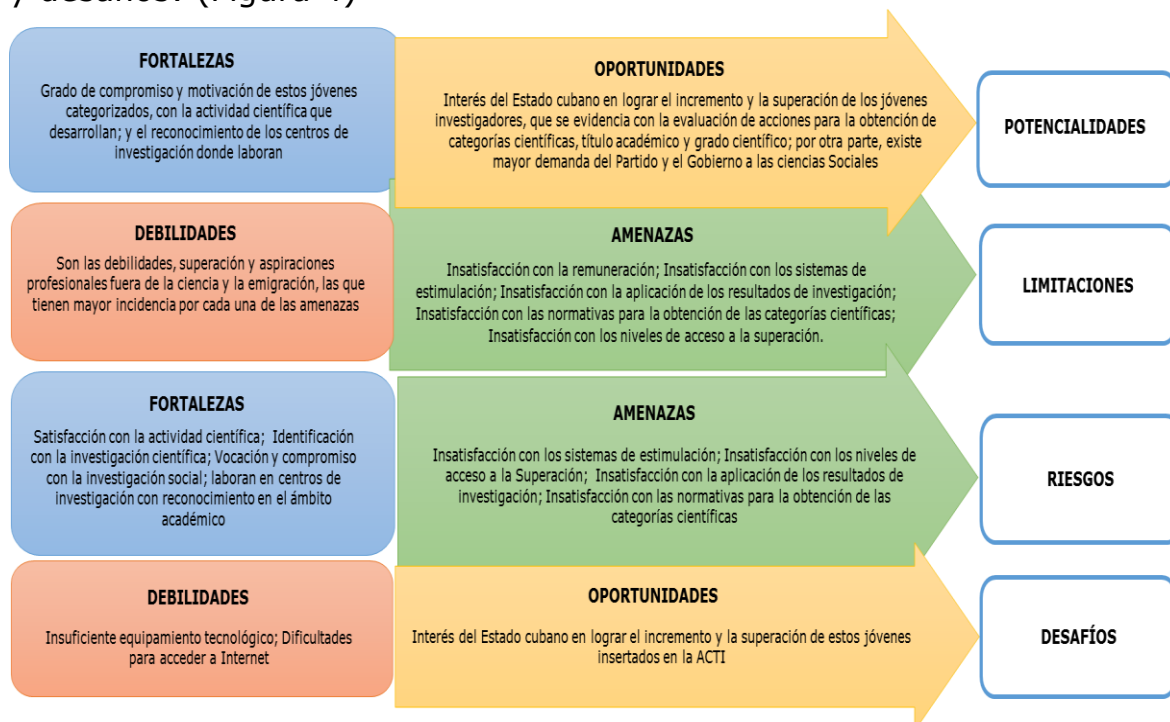 y desafíos. (Figura 4)
FORTALEZAS
Grado de compromiso y motivación de estos jóvenes
categorizados, con la actividad científica que
desarrollan; y el reconocimiento de los centros de
investigación donde laboran
OPORTUNIDADES
Interés del Estado cubano en lograr el incremento y la superación de los jóvenes
investigadores, que se evidencia con la evaluación de acciones para la obtención de
categorías científicas, título académico y grado científico; por otra parte, existe
mayor demanda del Partido y el Gobierno a las ciencias Sociales
POTENCIALIDADES
DEBILIDADES
Son las debilidades, superación y aspiraciones
profesionales fuera de la ciencia y la emigración, las que
tienen mayor incidencia por cada una de las amenazas
AMENAZAS
Insatisfacción con la remuneración; Insatisfacción con los sistemas de
estimulación; Insatisfacción con la aplicación de los resultados de investigación;
Insatisfacción con las normativas para la obtención de las categorías científicas;
Insatisfacción con los niveles de acceso a la superación.
LIMITACIONES
FORTALEZAS
Satisfacción con la actividad científica; Identificación
con la investigación científica; Vocación y compromiso
con la investigación social; laboran en centros de
investigación con reconocimiento en el ámbito
académico
AMENAZAS
Insatisfacción con los sistemas de estimulación; Insatisfacción con los niveles de
acceso a la Superación; Insatisfacción con la aplicación de los resultados de
investigación; Insatisfacción con las normativas para la obtención de las
categorías científicas
RIESGOS
DEBILIDADES
Insuficiente equipamiento tecnológico; Dificultades
para acceder a Internet
OPORTUNIDADES
Interés del Estado cubano en lograr el incremento y la superación de estos jóvenes
insertados en la ACTI
DESAFÍOS